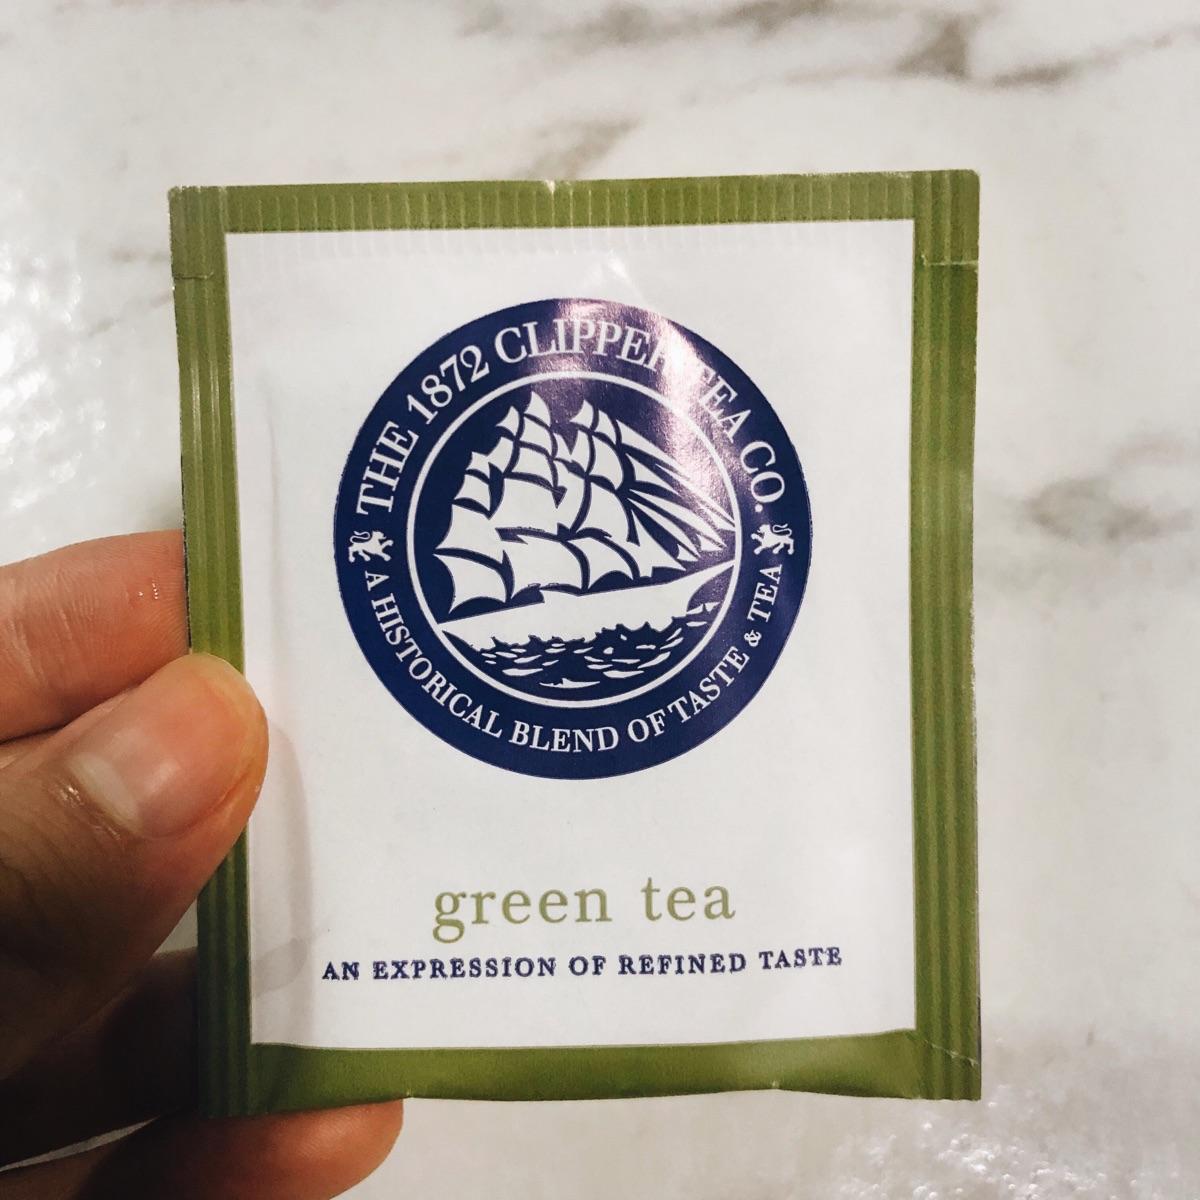 THE 1872 CLIPPER TEA CO.
A HISTORICAL BLEND OF TASTE & TEA
green tea
AN EXPRESSION OF REFINED TASTE